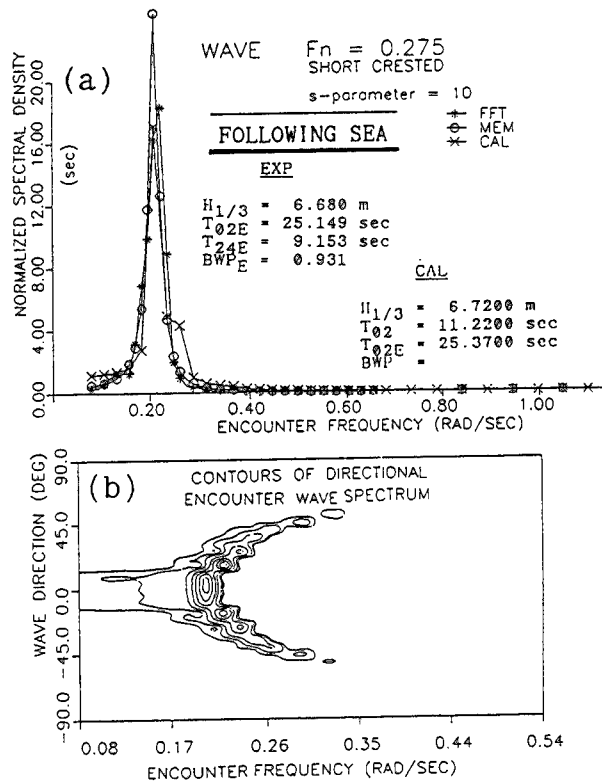 (a)
WAVE Fn = 0.275
SHORT CRESTED
s-parameter = 10
FFT
MEM
CAL
FOLLOWING SEA
EXP
H1/3 = 6.680 m
T02E = 25.149 sec
T24E = 9.153 sec
BWPE = 0.931
CAL
H1/3 = 6.7200 m
T02 = 11.2200 sec
T02E = 25.3700 sec
BWP =
NORMALIZED SPECTRAL DENSITY
(sec)
20.00
16.00
12.00
8.00
4.00
0.00
0.20 0.40 0.60 0.80 1.00
ENCOUNTER FREQUENCY (RAD/SEC)
(b)
CONTOURS OF DIRECTIONAL
ENCOUNTER WAVE SPECTRUM
WAVE DIRECTION (DEG)
90.0
45.0
0.0
-45.0
-90.0
0.08 0.17 0.26 0.35 0.44 0.54
ENCOUNTER FREQUENCY (RAD/SEC)